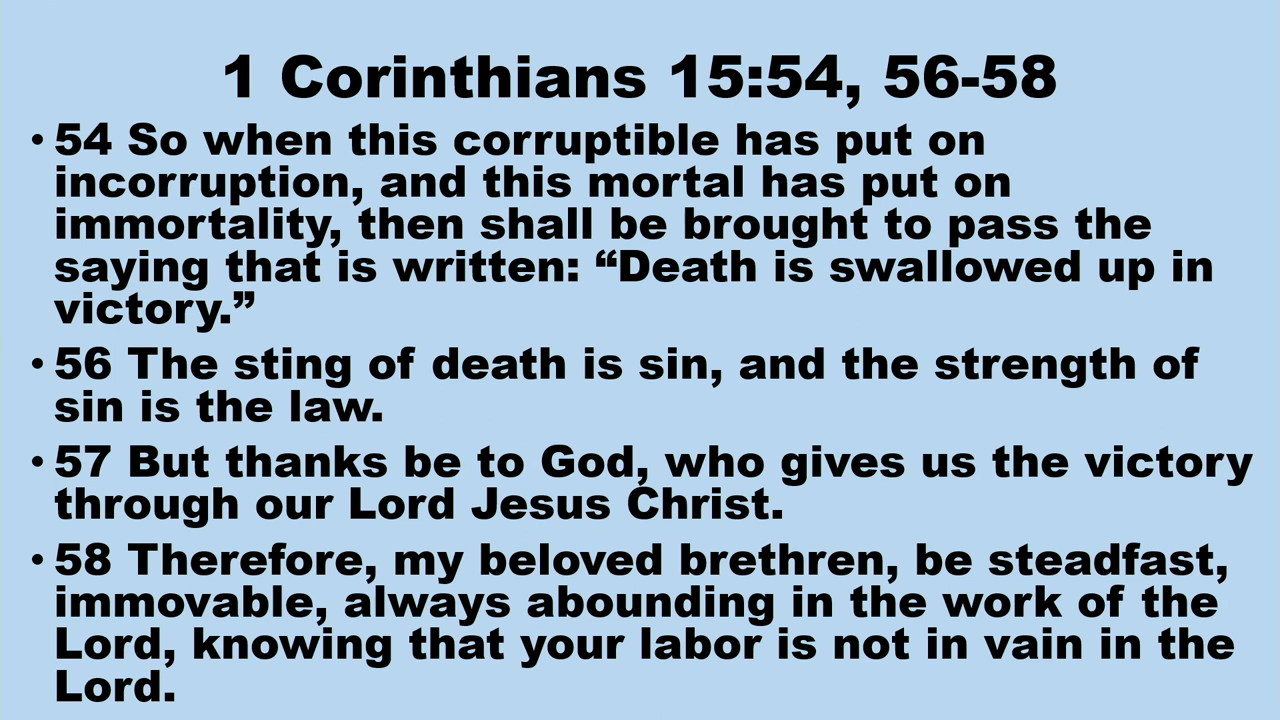 1 Corinthians 15:54, 56-58
• 54 So when this corruptible has put on
incorruption, and this mortal has put on
immortality, then shall be brought to pass the
saying that is written: “Death is swallowed up in
victory.”
• 56 The sting of death is sin, and the strength of
sin is the law.
• 57 But thanks be to God, who gives us the victory
through our Lord Jesus Christ.
• 58 Therefore, my beloved brethren, be steadfast,
immovable, always abounding in the work of the
Lord, knowing that your labor is not in vain in the
Lord.